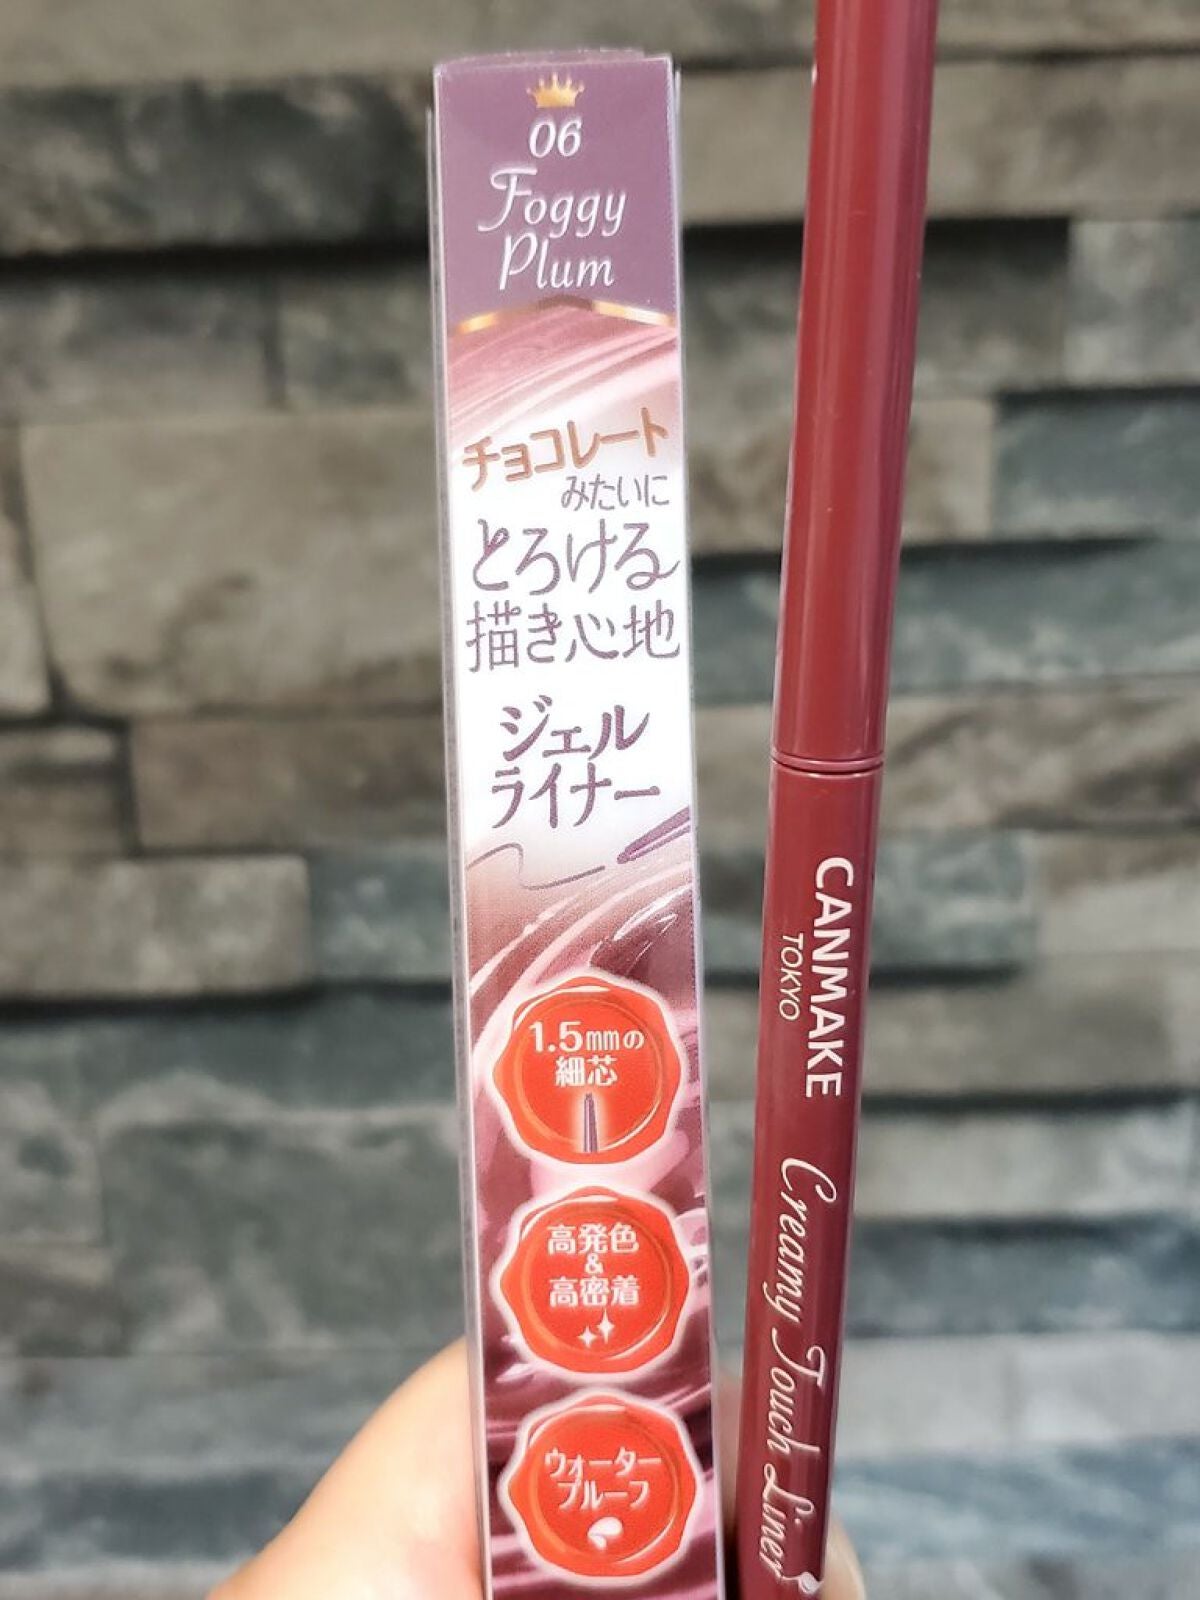 06
Foggy
Plum
チョコレート
みたいに
とろける
描き心地
ジェル
ライナー
1.5mmの
細芯
高発色
&
高密着
ウォーター
プルーフ
CANMAKE
TOKYO
Creamy Touch Liner